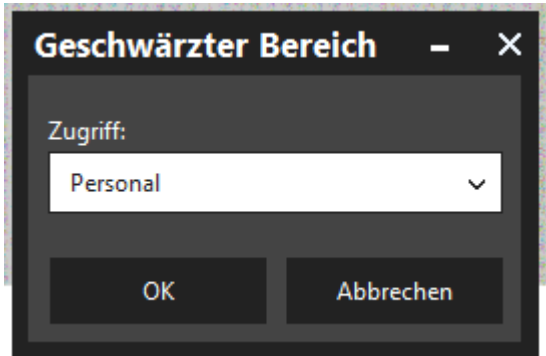 Geschwärzter Bereich
Zugriff:
Personal
OK
Abbrechen